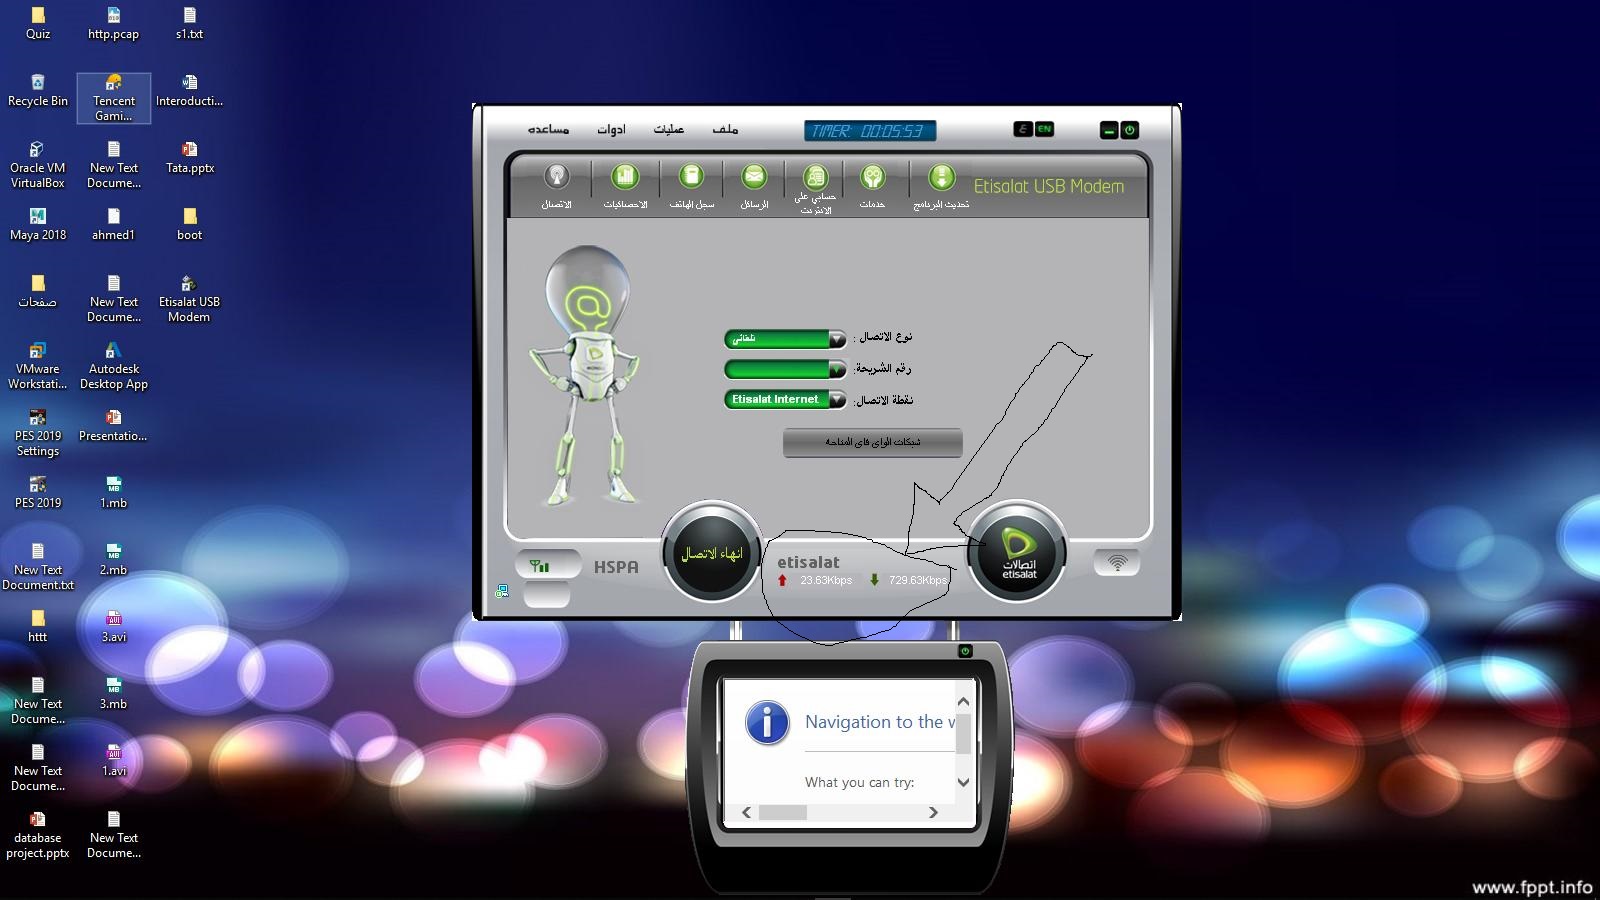 Quiz
http.pcap
s1.txt
Recycle Bin
Tencent
Gami...
Interoducti...
Oracle VM
VirtualBox
New Text
Docume...
Tata.pptx
Maya 2018
ahmed1
boot
صفحات
New Text
Docume...
Etisalat USB
Modem
VMware
Workstati...
Autodesk
Desktop App
PES 2019
Settings
Presentatio...
PES 2019
1.mb
New Text
Document.txt
2.mb
httt
3.avi
New Text
Docume...
3.mb
New Text
Docume...
1.avi
database
project.pptx
New Text
Docume...
ملف
عمليات
ادوات
مساعده
TIMER: 00:05:53
ع EN
Etisalat USB Modem
تحديث البرنامج
خدمات
حسابي على
الانترنت
الرسائل
سجل الهاتف
الاحصائيات
الاتصال
نوع الاتصال :
تلقائى
رقم الشريحة:
نقطة الاتصال:
Etisalat Internet
شبكات الواى فاى المتاحه
HSPA
انهاء الاتصال
etisalat
23.63Kbps
729.63Kbps
اتصالات
etisalat
Navigation to the w
What you can try:
www.fppt.info